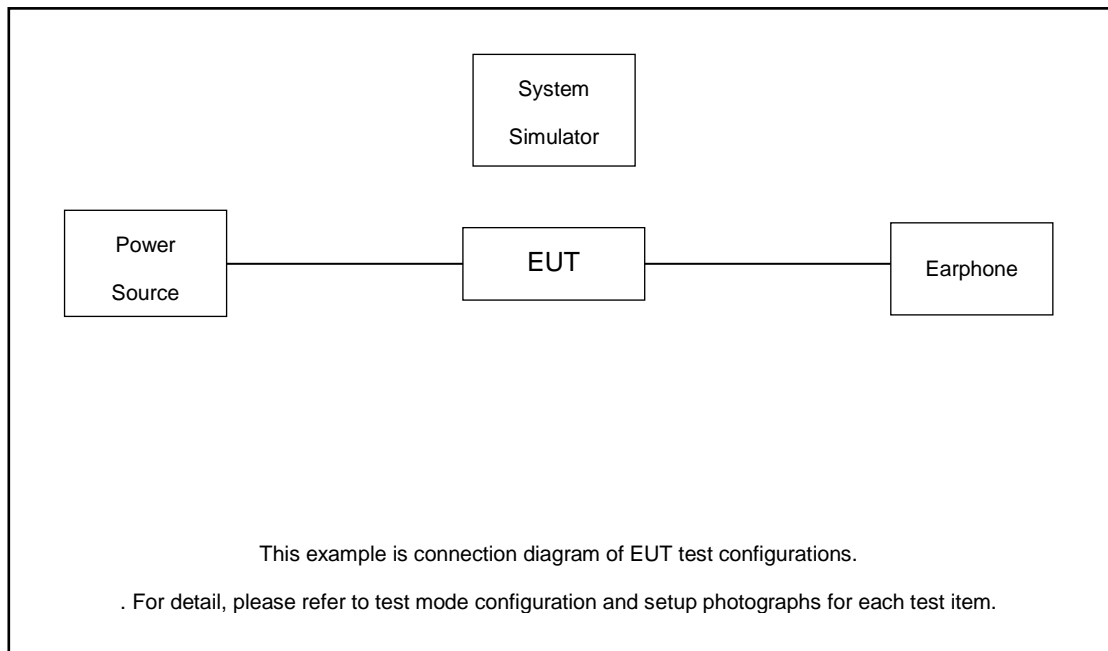 System
Simulator
Power
Source
EUT
Earphone
This example is connection diagram of EUT test configurations.
. For detail, please refer to test mode configuration and setup photographs for each test item.